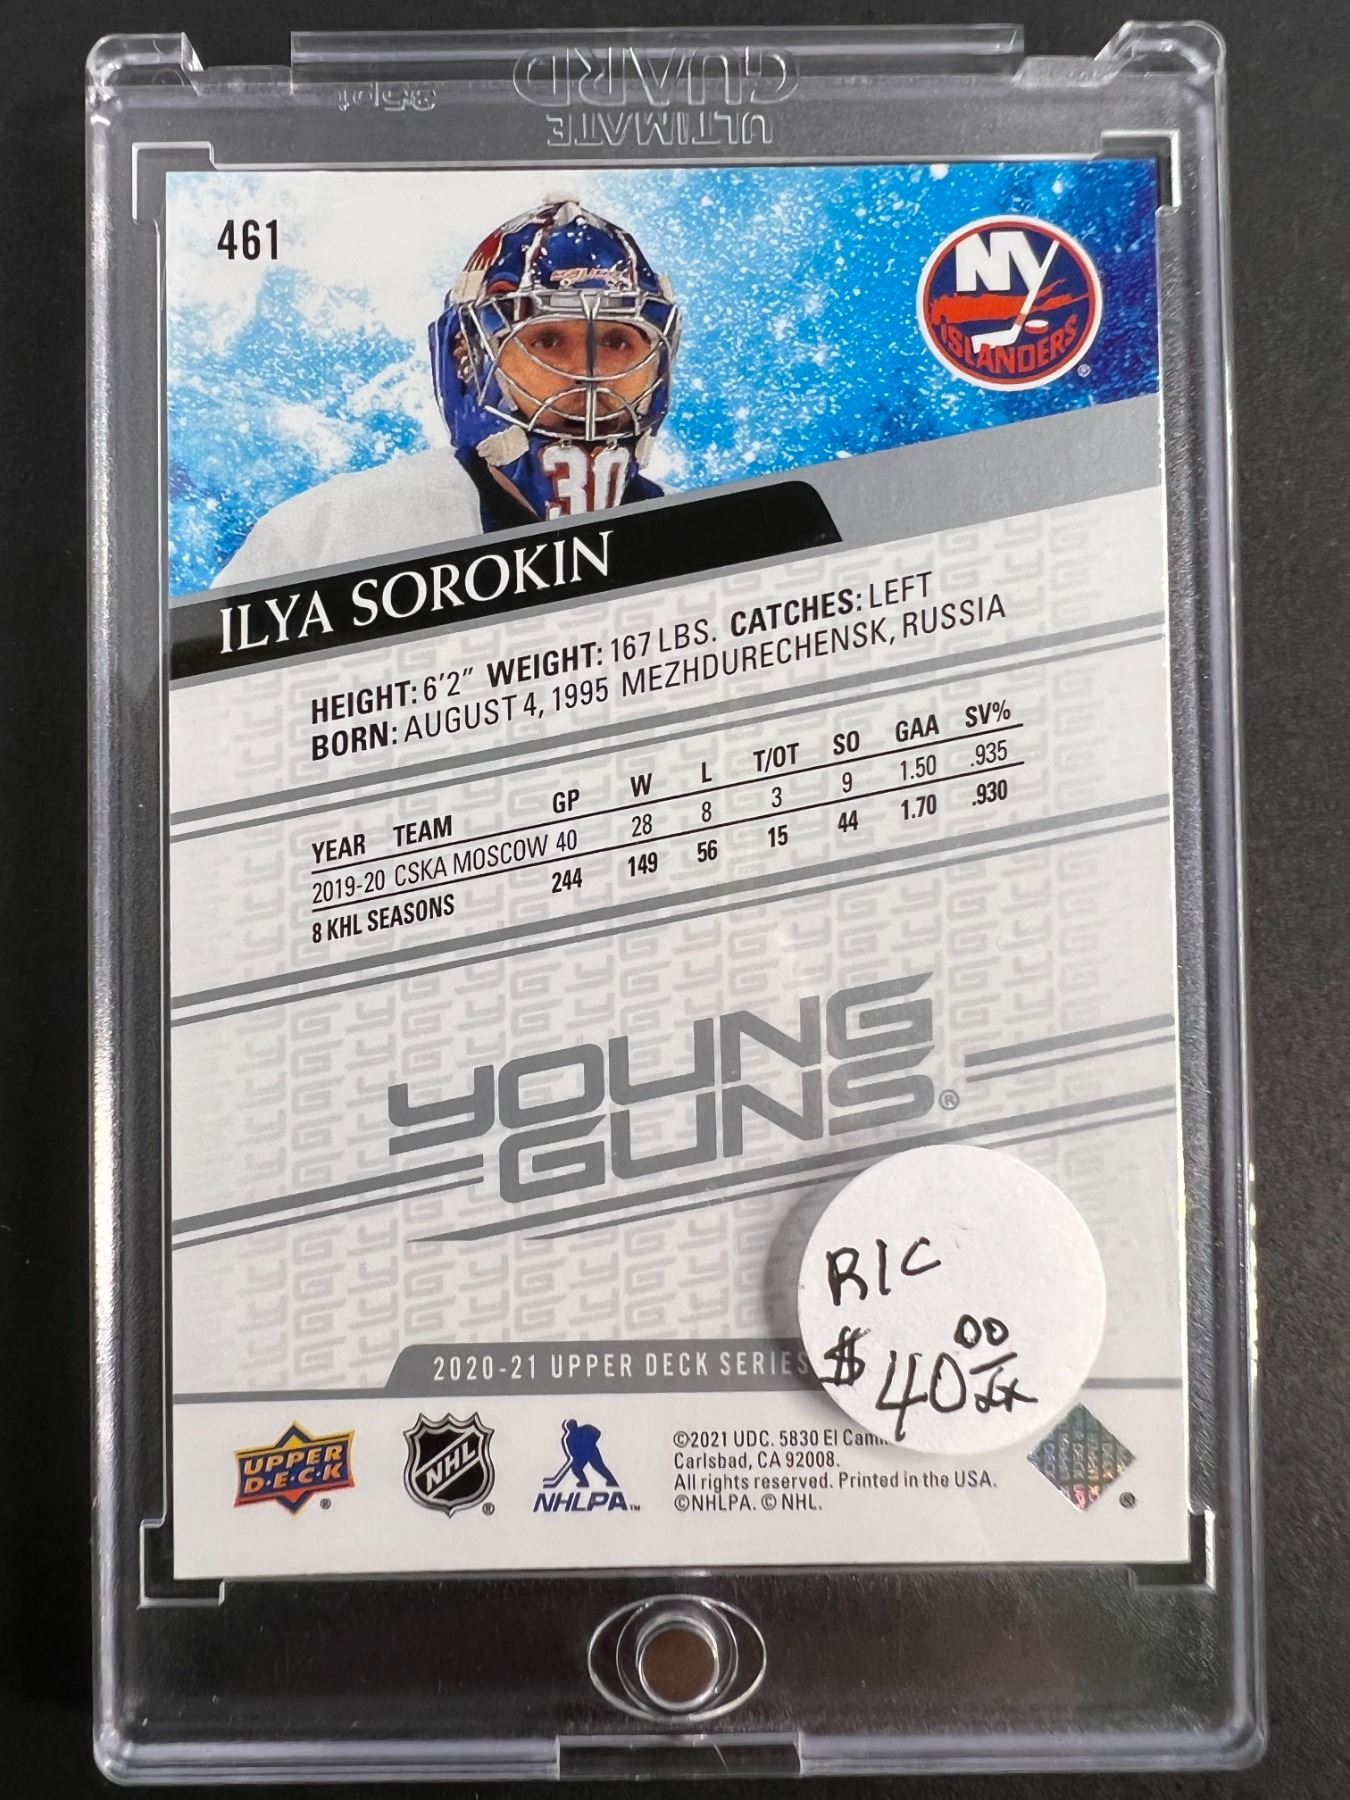 35pt
ULTIMATE
GUARD
461
NY
ISLANDERS
30
ILYA SOROKIN
HEIGHT: 6'2" WEIGHT: 167 LBS. CATCHES: LEFT
BORN: AUGUST 4, 1995 MEZHDURECHENSK, RUSSIA
YEAR TEAM GP W L T/OT SO GAA SV%
2019-20 CSKA MOSCOW 40 28 8 3 9 1.50 .935
8 KHL SEASONS 244 149 56 15 44 1.70 .930
YOUNG
GUNS®
R/C
$40.00
2020-21 UPPER DECK SERIES
UPPER
D·E·C·K
NHL
NHLPA
©2021 UDC. 5830 El
Carlsbad, CA 92008.
All rights reserved. Printed in the USA.
©NHLPA. © NHL.